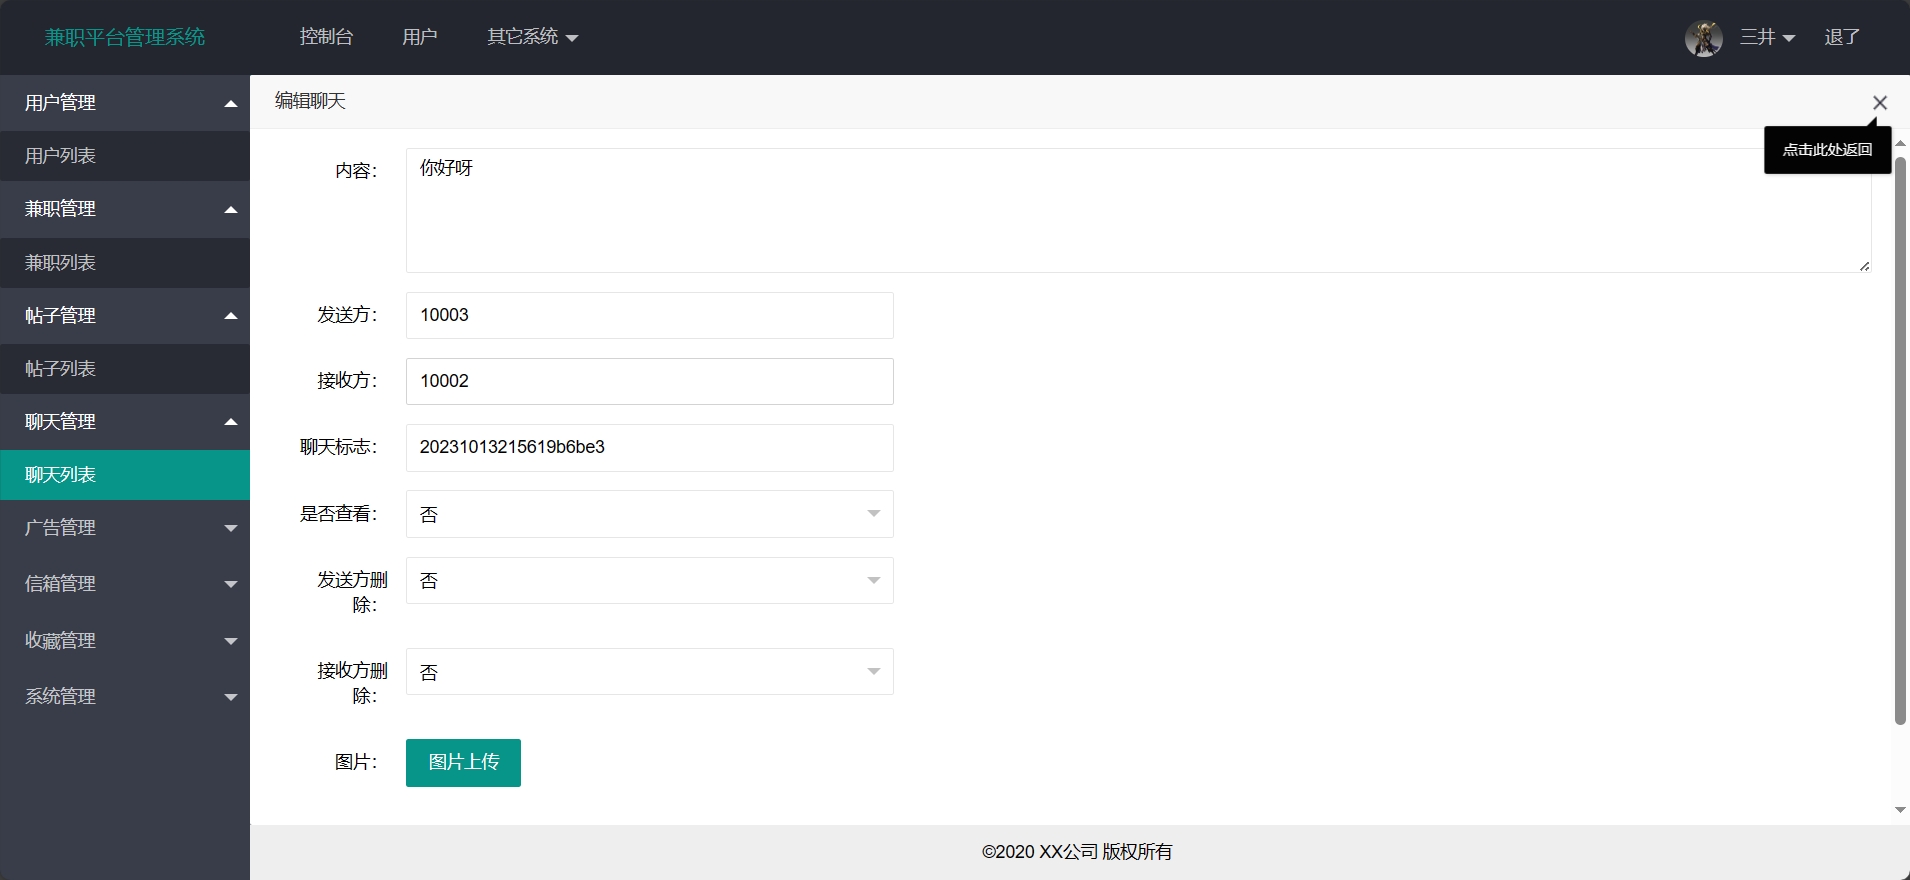 兼职平台管理系统
控制台
用户
其它系统
三井
退了
用户管理
用户列表
兼职管理
兼职列表
帖子管理
帖子列表
聊天管理
聊天列表
广告管理
信箱管理
收藏管理
系统管理
编辑聊天
点击此处返回
内容：
你好呀
发送方：
10003
接收方：
10002
聊天标志：
20231013215619b6be3
是否查看：
否
发送方删
除：
否
接收方删
除：
否
图片：
图片上传
©2020 XX公司 版权所有